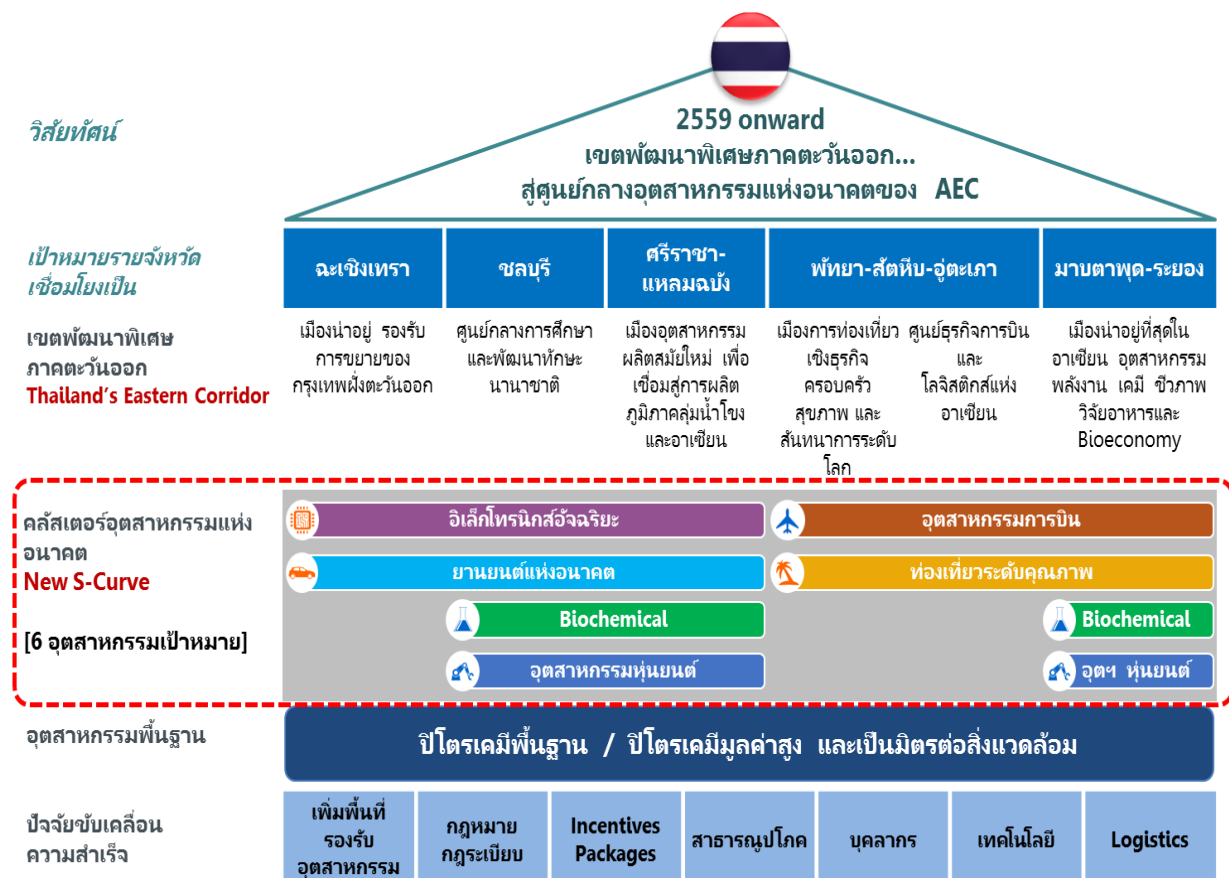 วิสัยทัศน์
2559 onward
เขตพัฒนาพิเศษภาคตะวันออก...
สู่ศูนย์กลางอุตสาหกรรมแห่งอนาคตของ AEC
เป้าหมายรายจังหวัด
เชื่อมโยงเป็น
เขตพัฒนาพิเศษ
ภาคตะวันออก
Thailand's Eastern Corridor
ฉะเชิงเทรา
ชลบุรี
ศรีราชา-
แหลมฉบัง
พัทยา-สัตหีบ-อู่ตะเภา
มาบตาพุด-ระยอง
เมืองน่าอยู่ รองรับ
การขยายของ
กรุงเทพฝั่งตะวันออก
ศูนย์กลางการศึกษา
และพัฒนาทักษะ
นานาชาติ
เมืองอุตสาหกรรม
ผลิตสมัยใหม่ เพื่อ
เชื่อมสู่การผลิต
ภูมิภาคลุ่มน้ำโขง
และอาเซียน
เมืองการท่องเที่ยว
เชิงธุรกิจ
ครอบครัว
สุขภาพ และ
สันทนาการระดับ
โลก
ศูนย์ธุรกิจการบิน
และ
โลจิสติกส์แห่ง
อาเซียน
เมืองน่าอยู่ที่สุดใน
อาเซียน อุตสาหกรรม
พลังงาน เคมี ชีวภาพ
วิจัยอาหารและ
Bioeconomy
คลัสเตอร์อุตสาหกรรมแห่ง
อนาคต
New S-Curve
[6 อุตสาหกรรมเป้าหมาย]
อิเล็กโทรนิกส์อัจฉริยะ
อุตสาหกรรมการบิน
ยานยนต์แห่งอนาคต
ท่องเที่ยวระดับคุณภาพ
Biochemical
Biochemical
อุตสาหกรรมหุ่นยนต์
อุตฯ หุ่นยนต์
อุตสาหกรรมพื้นฐาน
ปิโตรเคมีพื้นฐาน / ปิโตรเคมีมูลค่าสูง และเป็นมิตรต่อสิ่งแวดล้อม
ปัจจัยขับเคลื่อน
ความสำเร็จ
เพิ่มพื้นที่
รองรับ
อุตสาหกรรม
กฎหมาย
กฎระเบียบ
Incentives
Packages
สาธารณูปโภค
บุคลากร
เทคโนโลยี
Logistics